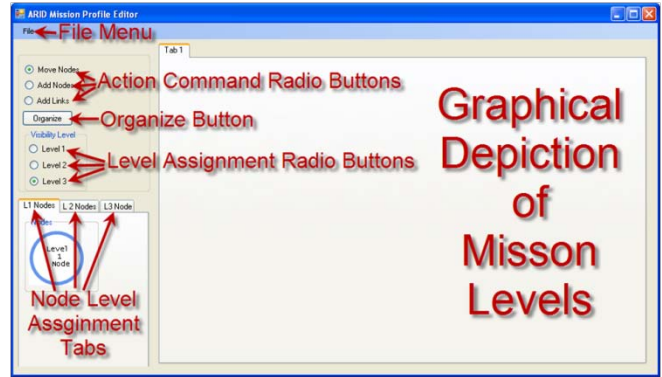 ARID Mission Profile Editor
File
File Menu
Tab 1
Move Nodes
Add Nodes
Add Links
Action Command Radio Buttons
Organize
Organize Button
Visibility Level
Level 1
Level 2
Level 3
Level Assignment Radio Buttons
L1 Nodes
L 2 Nodes
L3 Node
Nodes
Level
1
Node
Node Level
Assginment
Tabs
Graphical
Depiction
of
Misson
Levels